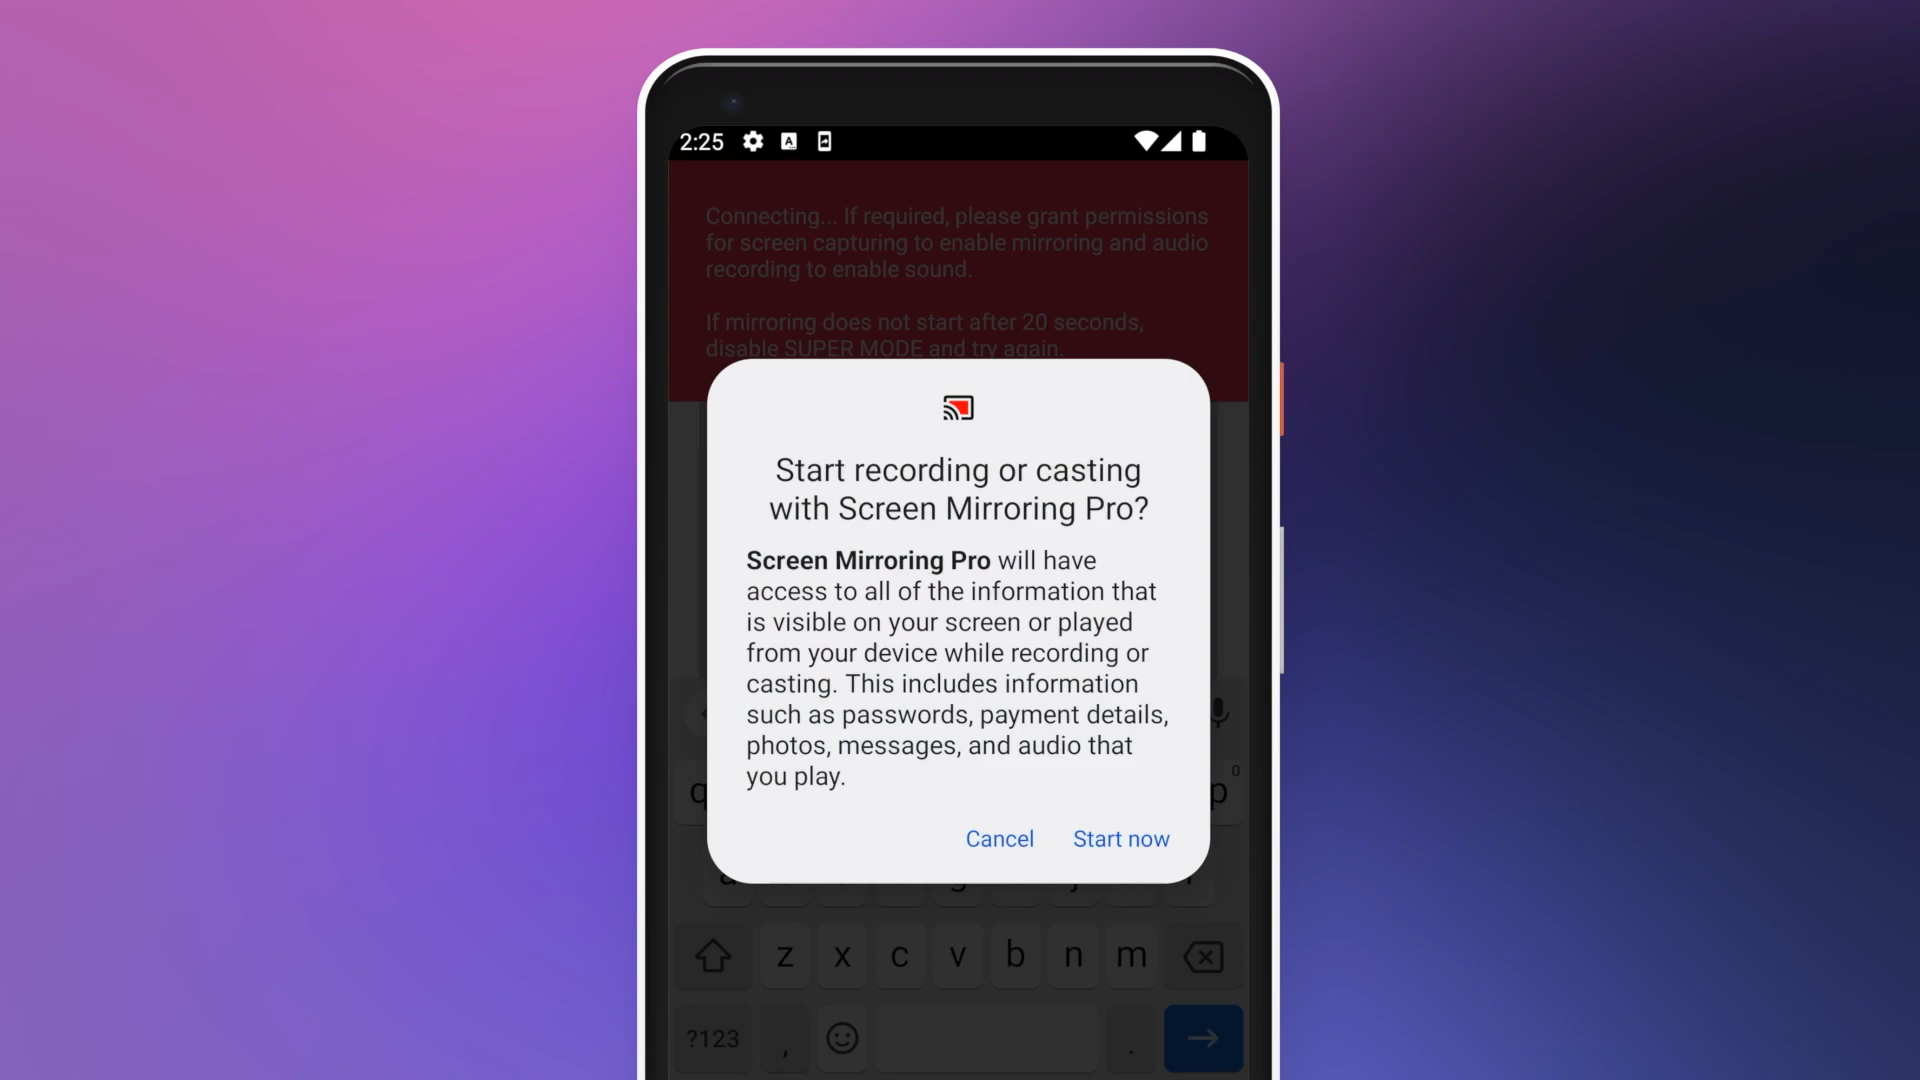 2:25
Connecting... If required, please grant permissions
for screen capturing to enable mirroring and audio
recording to enable sound.
If mirroring does not start after 20 seconds,
disable SUPER MODE and try again.
Start recording or casting
with Screen Mirroring Pro?
Screen Mirroring Pro will have
access to all of the information that
is visible on your screen or played
from your device while recording or
casting. This includes information
such as passwords, payment details,
photos, messages, and audio that
you play.
Cancel Start now
q p 0
z x c v b n m
?123 , .